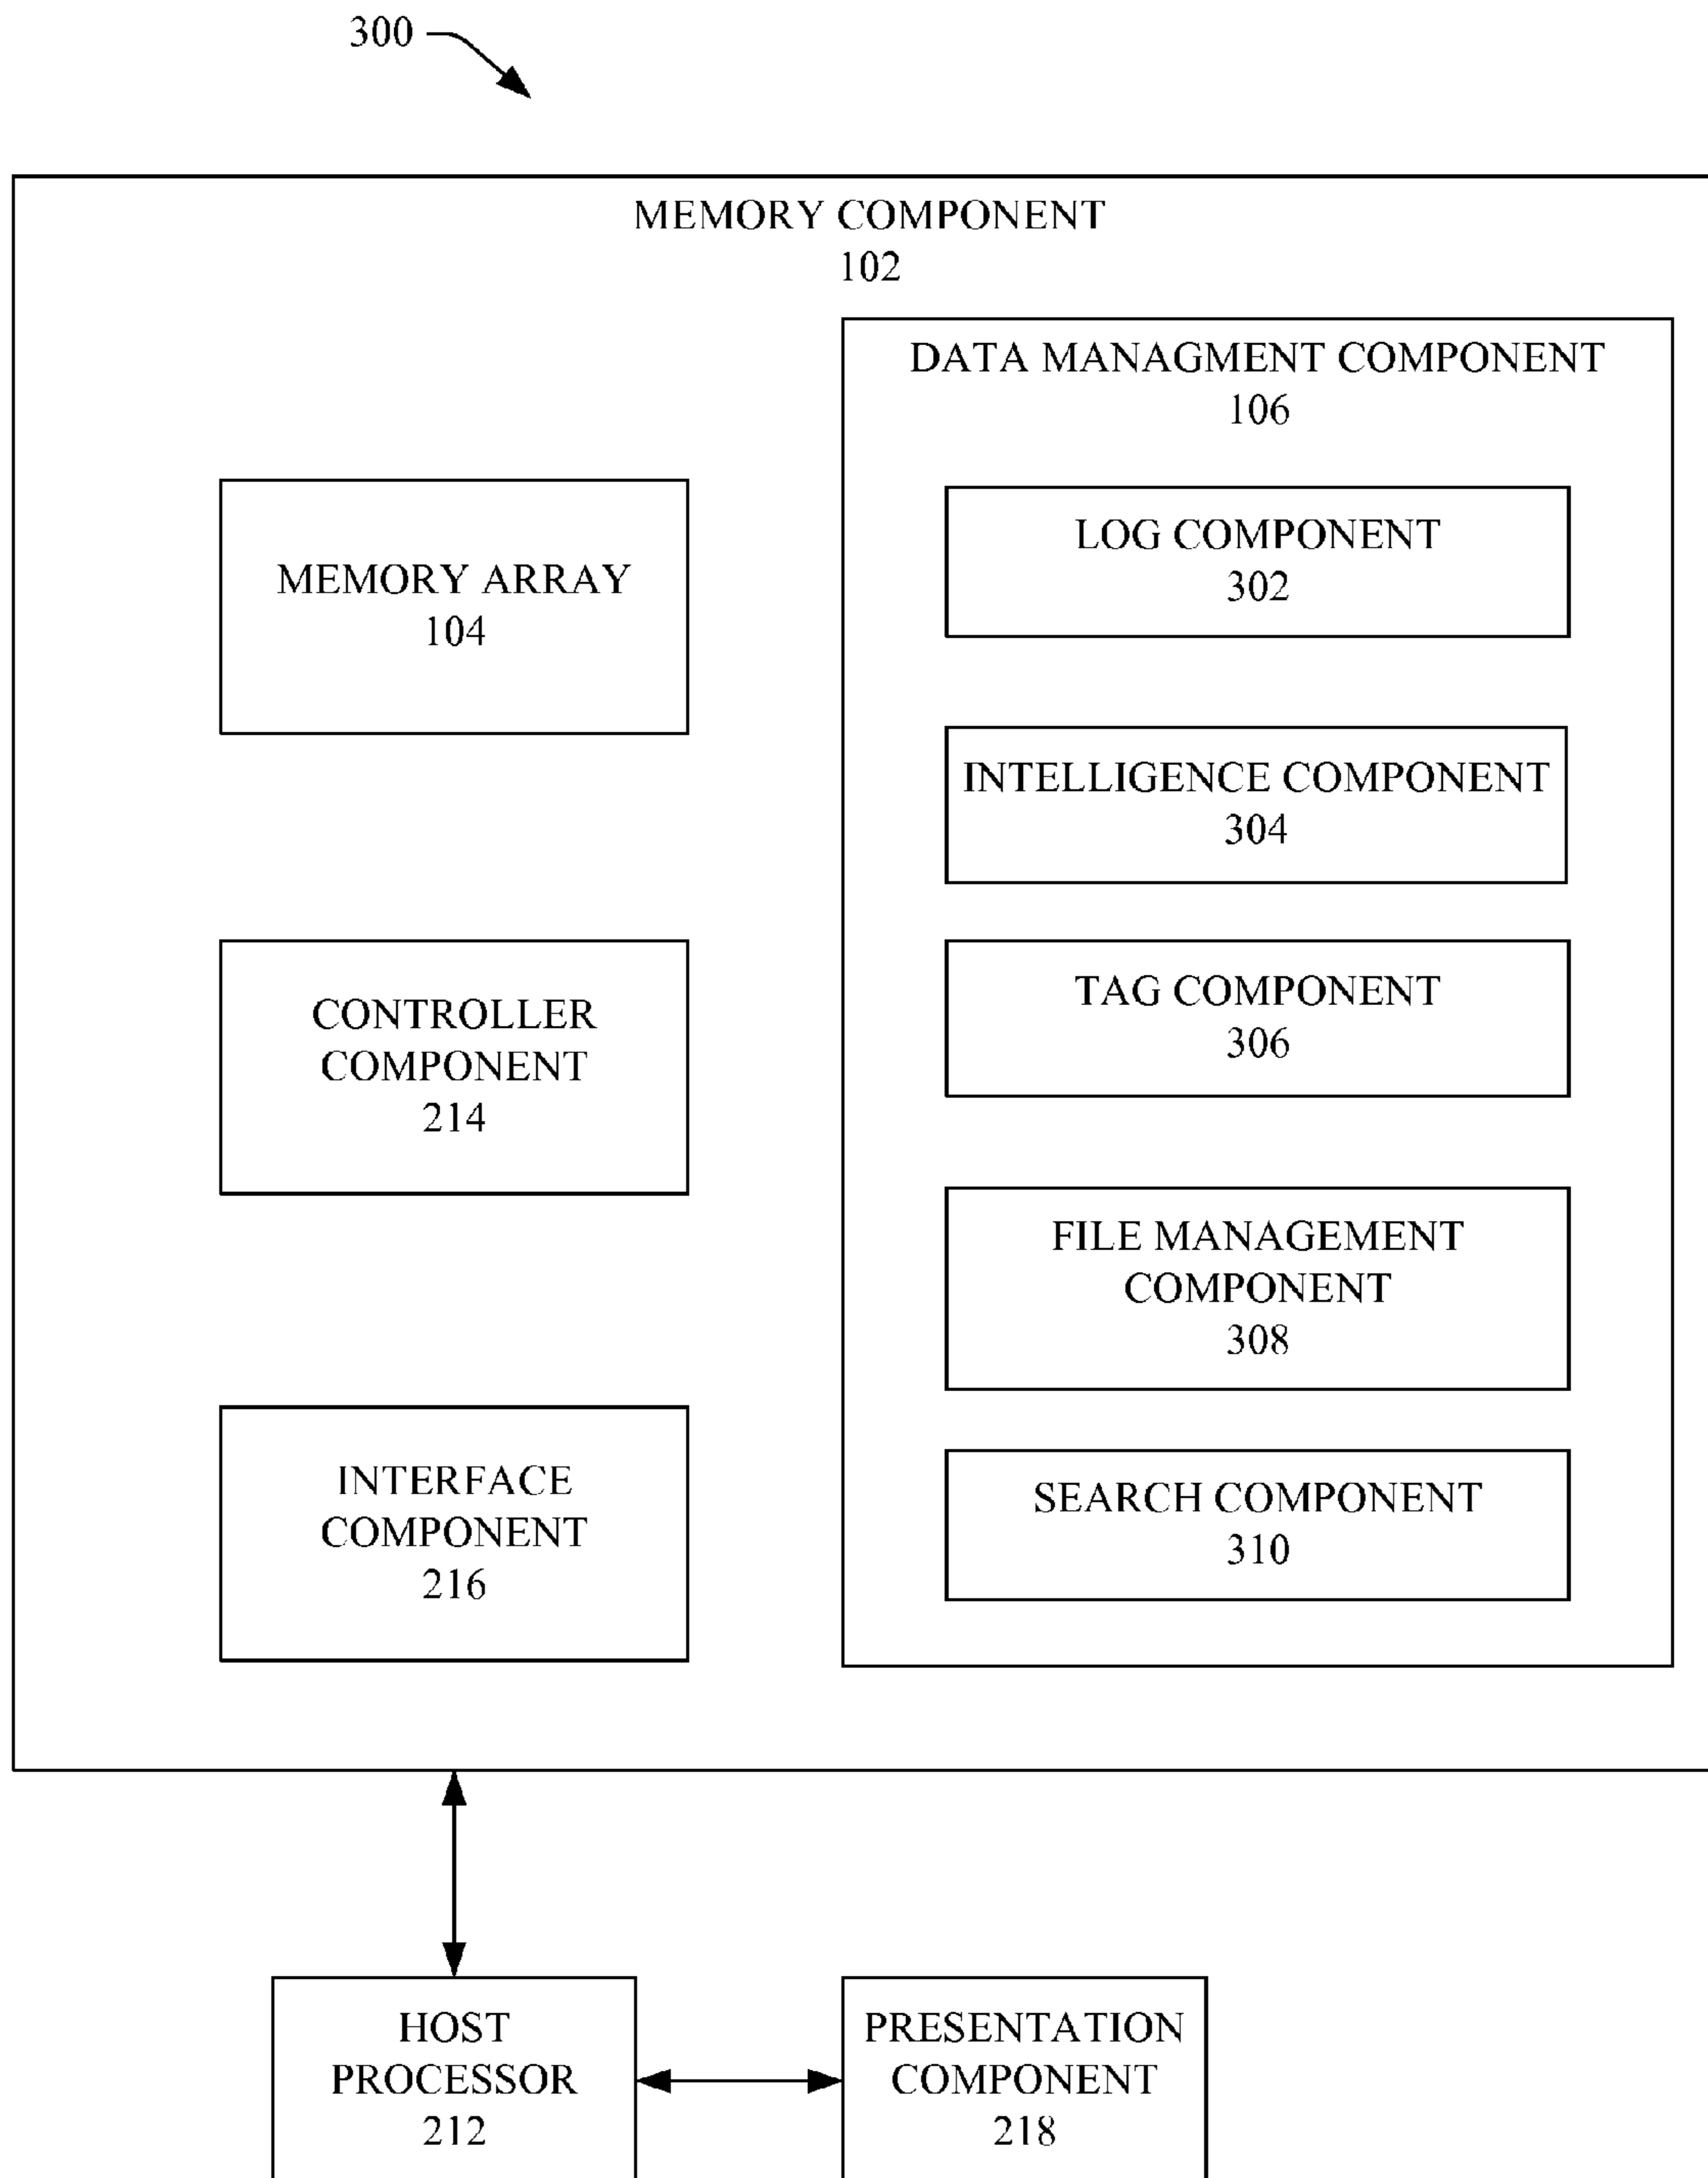 300
MEMORY COMPONENT
102
DATA MANAGMENT COMPONENT
106
MEMORY ARRAY
104
CONTROLLER
COMPONENT
214
INTERFACE
COMPONENT
216
LOG COMPONENT
302
INTELLIGENCE COMPONENT
304
TAG COMPONENT
306
FILE MANAGEMENT
COMPONENT
308
SEARCH COMPONENT
310
HOST
PROCESSOR
212
PRESENTATION
COMPONENT
218